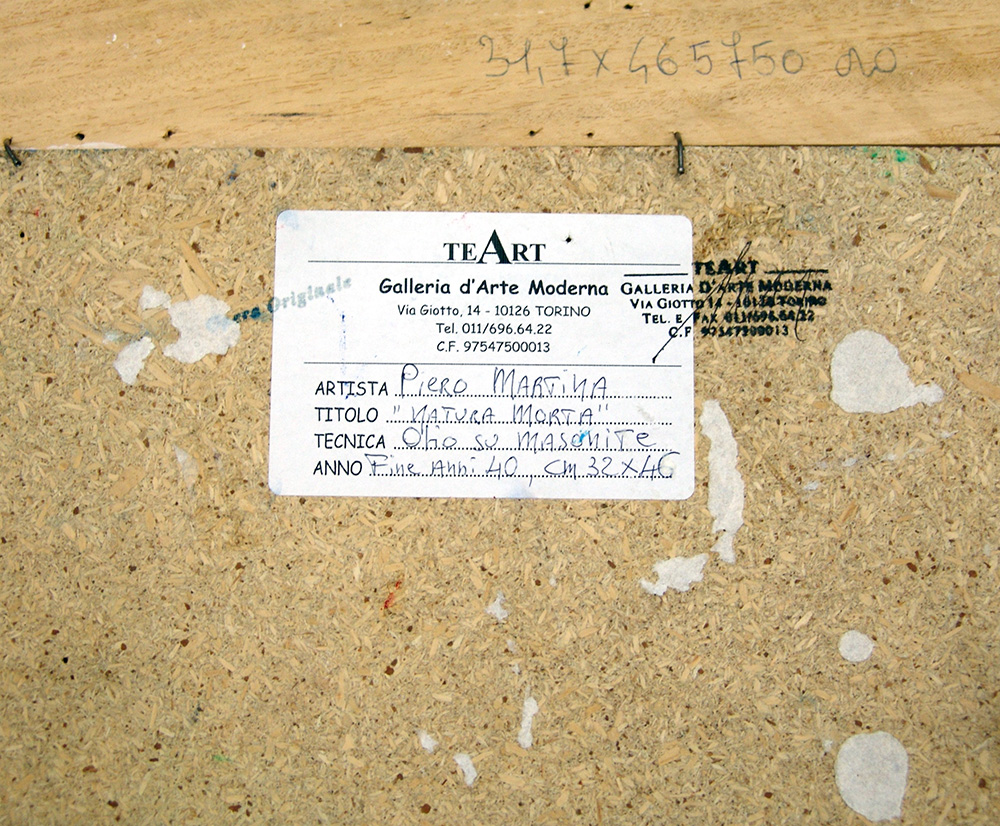 31,7 x 46 5750
TEART
Galleria d'Arte Moderna
Via Giotto, 14 - 10126 TORINO
Tel. 011/696.64.22
C.F. 97547500013
ARTISTA Piero Martina
TITOLO "Natura Morta"
TECNICA Olio su masonite
ANNO Fine Anni 40, cm 32 x 46
Originale
TEART
GALLERIA D'ARTE MODERNA
VIA GIOTTO 14 - 10126 TORINO
TEL. E FAX 011/696.64.22
C.F. 97547500013